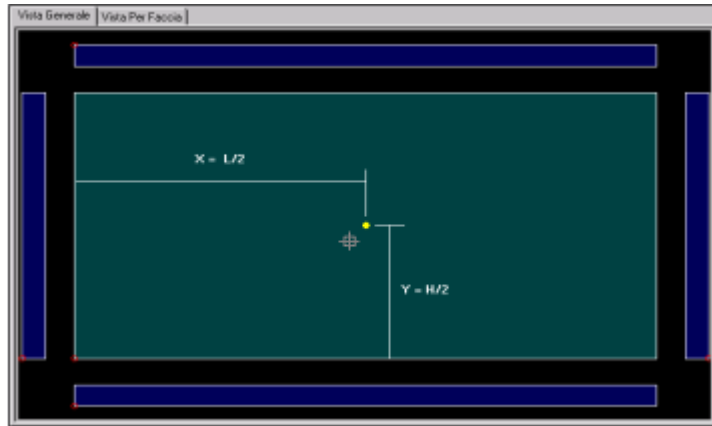 Vista Generale
Vista Per Faccia
X = L/2
Y = H/2